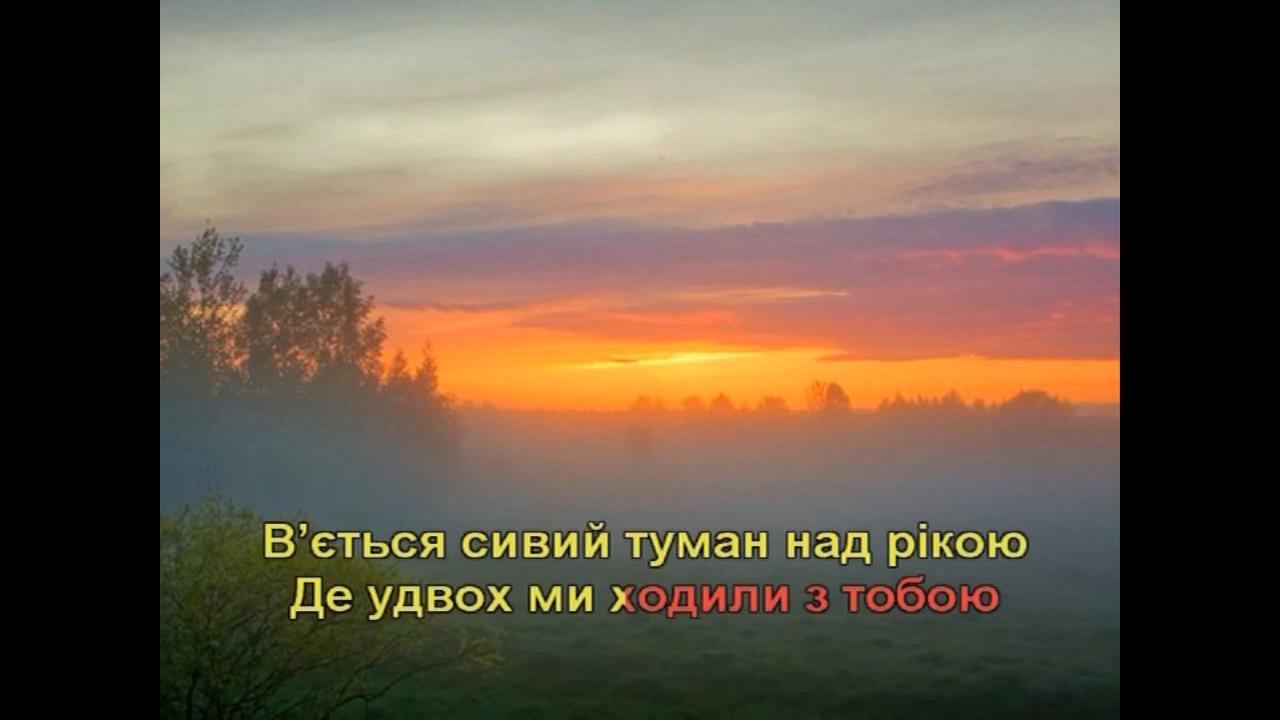 В’ється сивий туман над рікою
Де удвох ми ходили з тобою